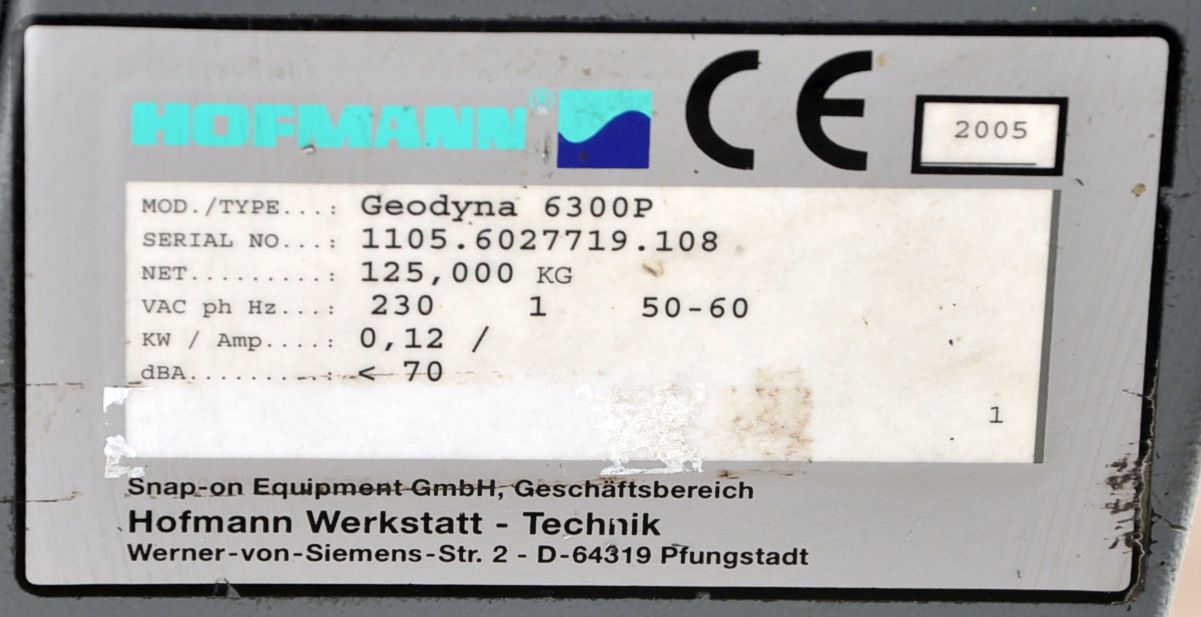 HOFMANN® CE 2005
MOD./TYPE...: Geodyna 6300P
SERIAL NO...: 1105.6027719.108
NET.........: 125,000 KG
VAC ph Hz...: 230 1 50-60
KW / Amp....: 0,12 /
dBA.........: < 70
1
Snap-on Equipment GmbH, Geschäftsbereich
Hofmann Werkstatt - Technik
Werner-von-Siemens-Str. 2 - D-64319 Pfungstadt